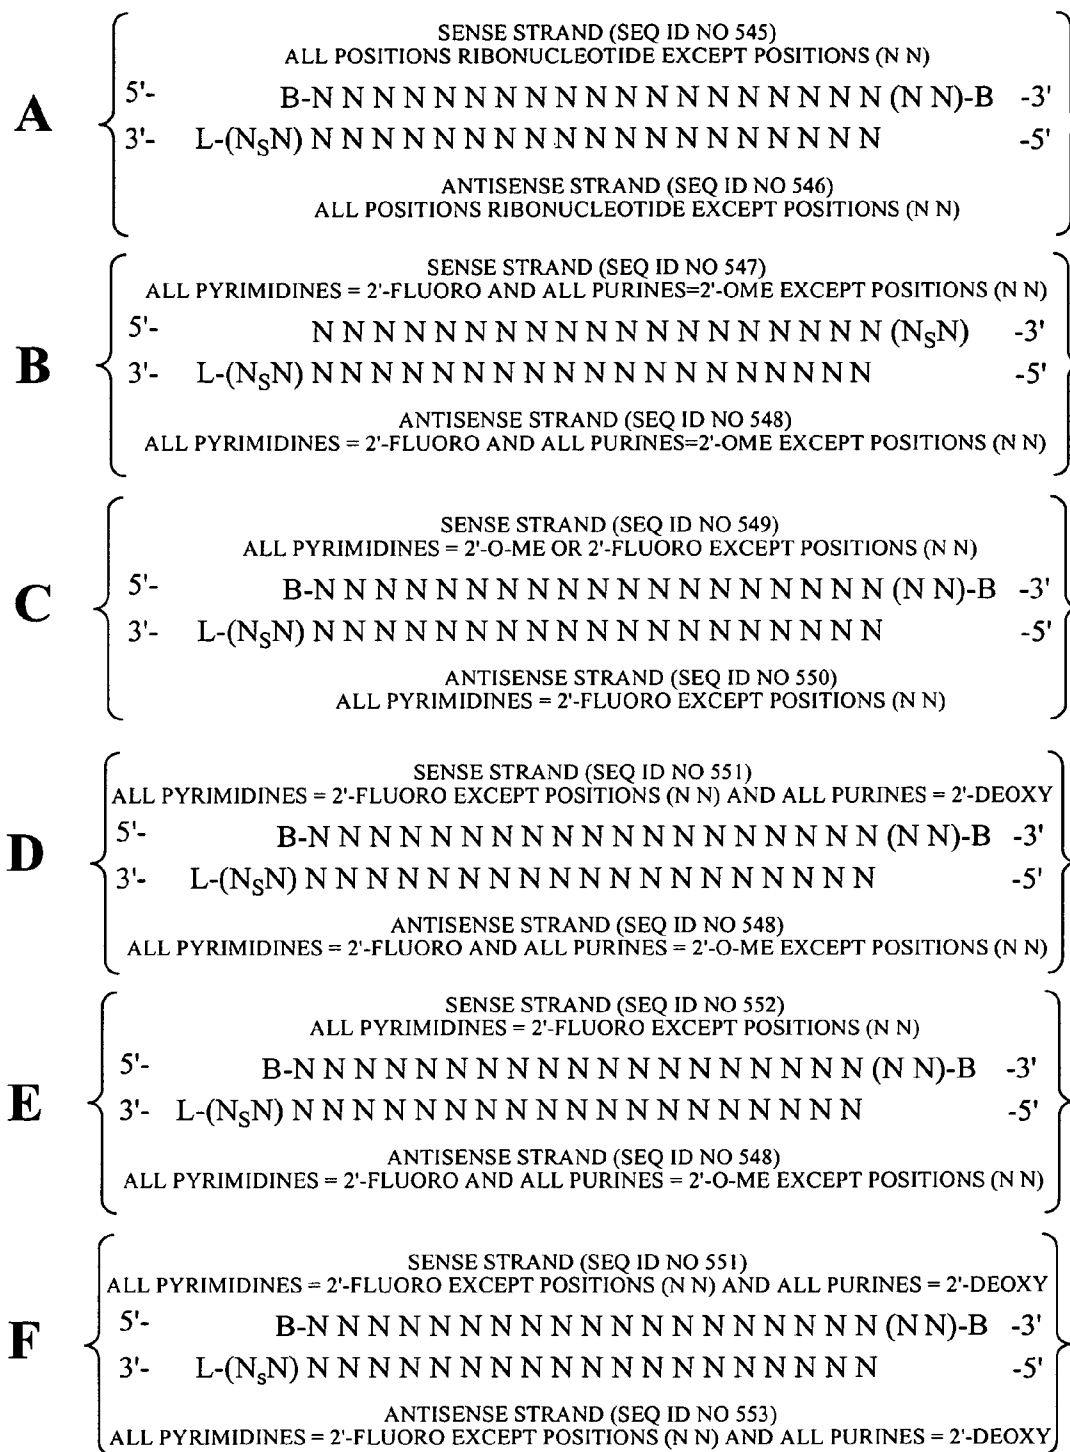 SENSE STRAND (SEQ ID NO 545)
ALL POSITIONS RIBONUCLEOTIDE EXCEPT POSITIONS (N N)
A
5'- B-N N N N N N N N N N N N N N N N N N N (N N)-B -3'
3'- L-(NSN) N N N N N N N N N N N N N N N N N N N -5'
ANTISENSE STRAND (SEQ ID NO 546)
ALL POSITIONS RIBONUCLEOTIDE EXCEPT POSITIONS (N N)
SENSE STRAND (SEQ ID NO 547)
ALL PYRIMIDINES = 2'-FLUORO AND ALL PURINES=2'-OME EXCEPT POSITIONS (N N)
B
5'- N N N N N N N N N N N N N N N N N N N (NSN) -3'
3'- L-(NSN) N N N N N N N N N N N N N N N N N N N -5'
ANTISENSE STRAND (SEQ ID NO 548)
ALL PYRIMIDINES = 2'-FLUORO AND ALL PURINES=2'-OME EXCEPT POSITIONS (N N)
SENSE STRAND (SEQ ID NO 549)
ALL PYRIMIDINES = 2'-O-ME OR 2'-FLUORO EXCEPT POSITIONS (N N)
C
5'- B-N N N N N N N N N N N N N N N N N N N (N N)-B -3'
3'- L-(NSN) N N N N N N N N N N N N N N N N N N N -5'
ANTISENSE STRAND (SEQ ID NO 550)
ALL PYRIMIDINES = 2'-FLUORO EXCEPT POSITIONS (N N)
SENSE STRAND (SEQ ID NO 551)
ALL PYRIMIDINES = 2'-FLUORO EXCEPT POSITIONS (N N) AND ALL PURINES = 2'-DEOXY
D
5'- B-N N N N N N N N N N N N N N N N N N N (N N)-B -3'
3'- L-(NSN) N N N N N N N N N N N N N N N N N N N -5'
ANTISENSE STRAND (SEQ ID NO 548)
ALL PYRIMIDINES = 2'-FLUORO AND ALL PURINES = 2'-O-ME EXCEPT POSITIONS (N N)
SENSE STRAND (SEQ ID NO 552)
ALL PYRIMIDINES = 2'-FLUORO EXCEPT POSITIONS (N N)
E
5'- B-N N N N N N N N N N N N N N N N N N N (N N)-B -3'
3'- L-(NSN) N N N N N N N N N N N N N N N N N N N -5'
ANTISENSE STRAND (SEQ ID NO 548)
ALL PYRIMIDINES = 2'-FLUORO AND ALL PURINES = 2'-O-ME EXCEPT POSITIONS (N N)
SENSE STRAND (SEQ ID NO 551)
ALL PYRIMIDINES = 2'-FLUORO EXCEPT POSITIONS (N N) AND ALL PURINES = 2'-DEOXY
F
5'- B-N N N N N N N N N N N N N N N N N N N (N N)-B -3'
3'- L-(NsN) N N N N N N N N N N N N N N N N N N N -5'
ANTISENSE STRAND (SEQ ID NO 553)
ALL PYRIMIDINES = 2'-FLUORO EXCEPT POSITIONS (N N) AND ALL PURINES = 2'-DEOXY